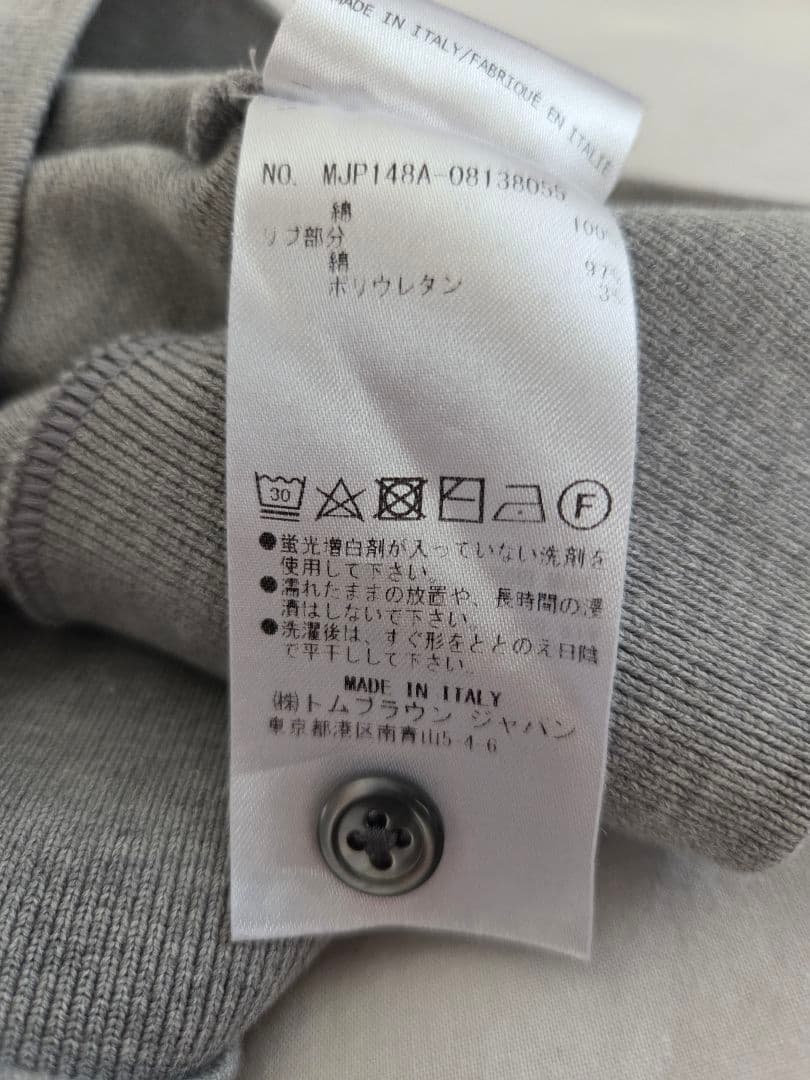 MADE IN ITALY/FABRIQUÉ EN ITALIE
NO. MJP148A-08138055
綿 100%
リブ部分
綿 97%
ポリウレタン 3%
30 F
●蛍光増白剤が入っていない洗剤を
使用して下さい。
●濡れたままの放置や、長時間の浸
漬はしないで下さい。
●洗濯後は、すぐ形をととのえ日陰
で平干しして下さい。
MADE IN ITALY
(株)トムブラウン ジャパン
東京都港区南青山5-4-6